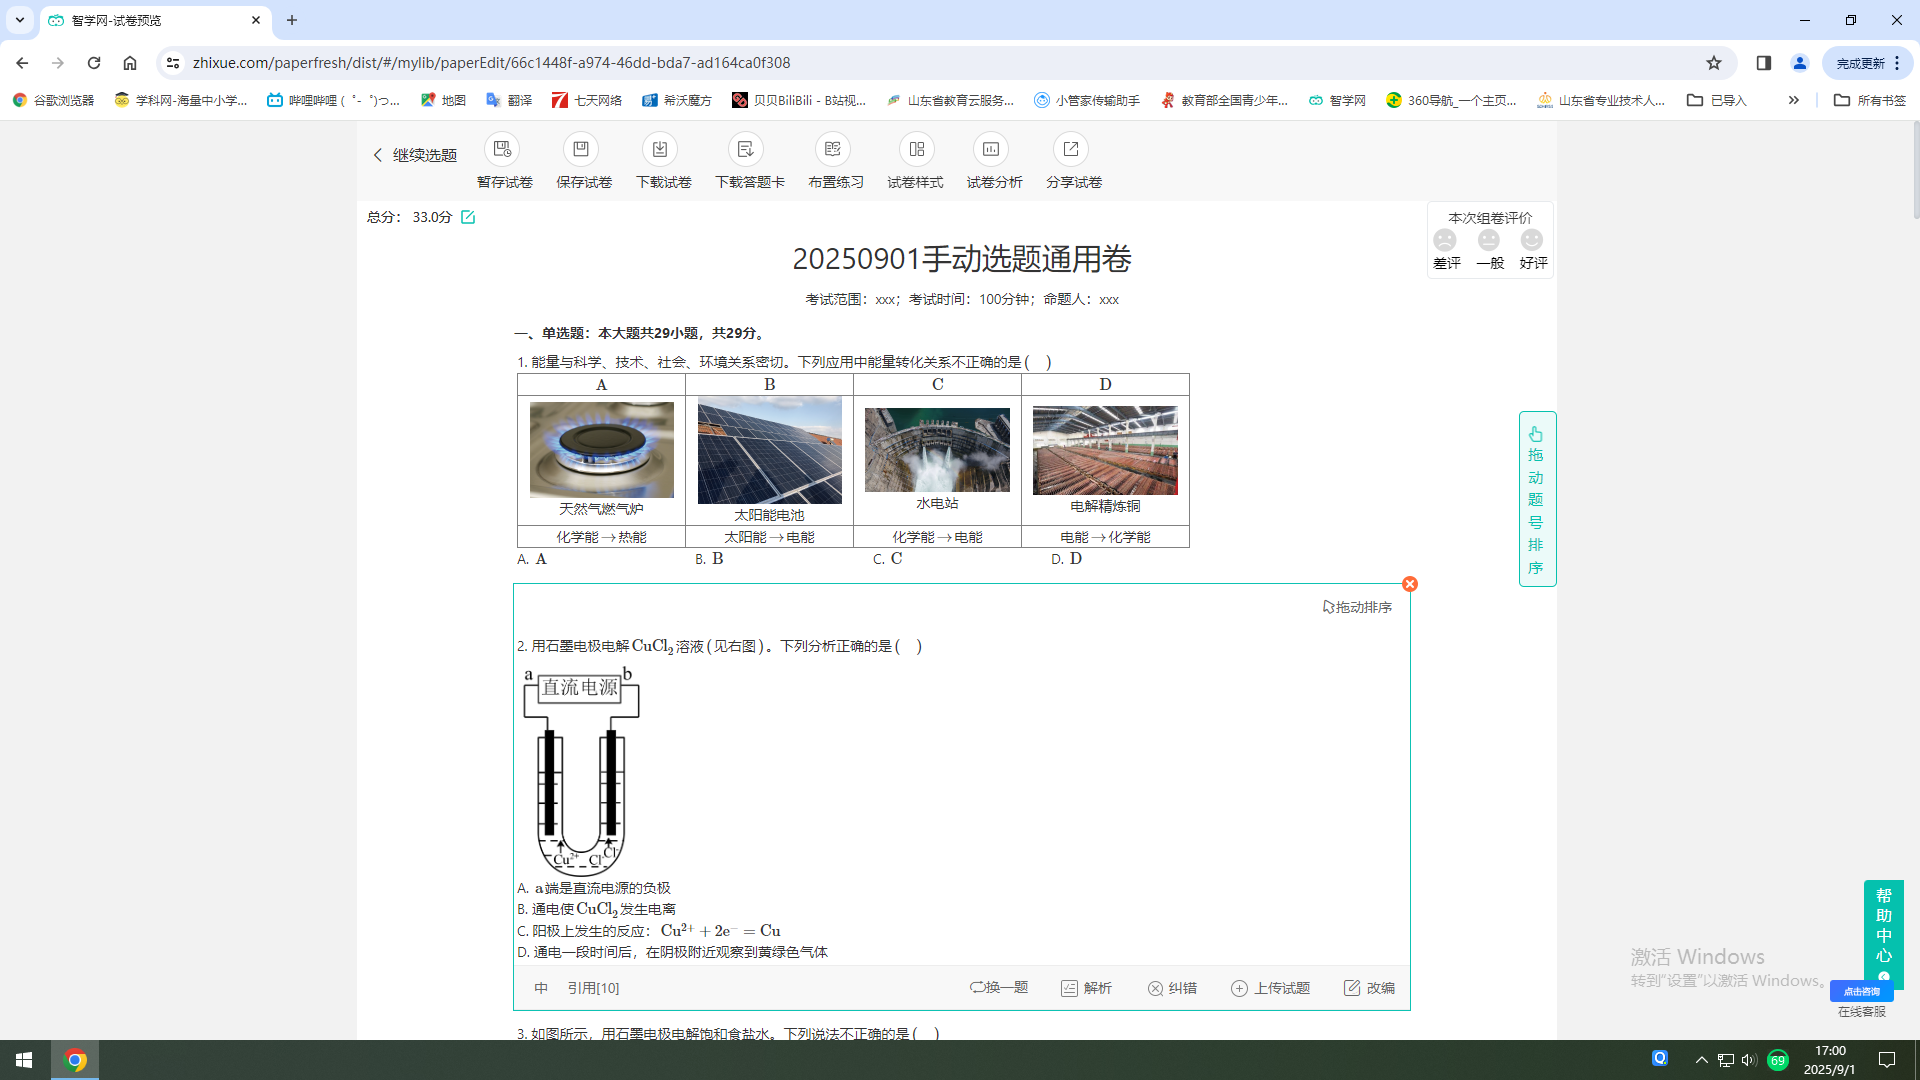 智学网-试卷预览
zhixue.com/paperfresh/dist/#/mylib/paperEdit/66c1448f-a974-46dd-bda7-ad164ca0f308
完成更新
谷歌浏览器 学科网-海量中小学... 哔哩哔哩 ( ゜- ゜)つ... 地图 翻译 七天网络 希沃魔方 贝贝BiliBili - B站视... 山东省教育云服务... 小管家传输助手 教育部全国青少年... 智学网 360导航_一个主页... 山东省专业技术人... 已导入 » 所有书签
继续选题
暂存试卷 保存试卷 下载试卷 下载答题卡 布置练习 试卷样式 试卷分析 分享试卷
总分: 33.0分
本次组卷评价
差评 一般 好评
20250901手动选题通用卷
考试范围：xxx；考试时间：100分钟；命题人：xxx
一、单选题：本大题共29小题，共29分。
1. 能量与科学、技术、社会、环境关系密切。下列应用中能量转化关系不正确的是( )
A B C D
天然气燃气炉 太阳能电池 水电站 电解精炼铜
化学能→热能 太阳能→电能 化学能→电能 电能→化学能
A. A B. B C. C D. D
拖动题号排序
拖动排序
2. 用石墨电极电解CuCl₂溶液(见右图)。下列分析正确的是( )
a 直流电源 b
Cu²⁺ Cl⁻ Cl⁻
A. a端是直流电源的负极
B. 通电使CuCl₂发生电离
C. 阳极上发生的反应：Cu²⁺ + 2e⁻ = Cu
D. 通电一段时间后，在阴极附近观察到黄绿色气体
中 引用[10] 换一题 解析 纠错 上传试题 改编
3. 如图所示，用石墨电极电解饱和食盐水。下列说法不正确的是( )
帮助中心
点击咨询
在线客服
激活 Windows
转到“设置”以激活 Windows。
69
17:00
2025/9/1